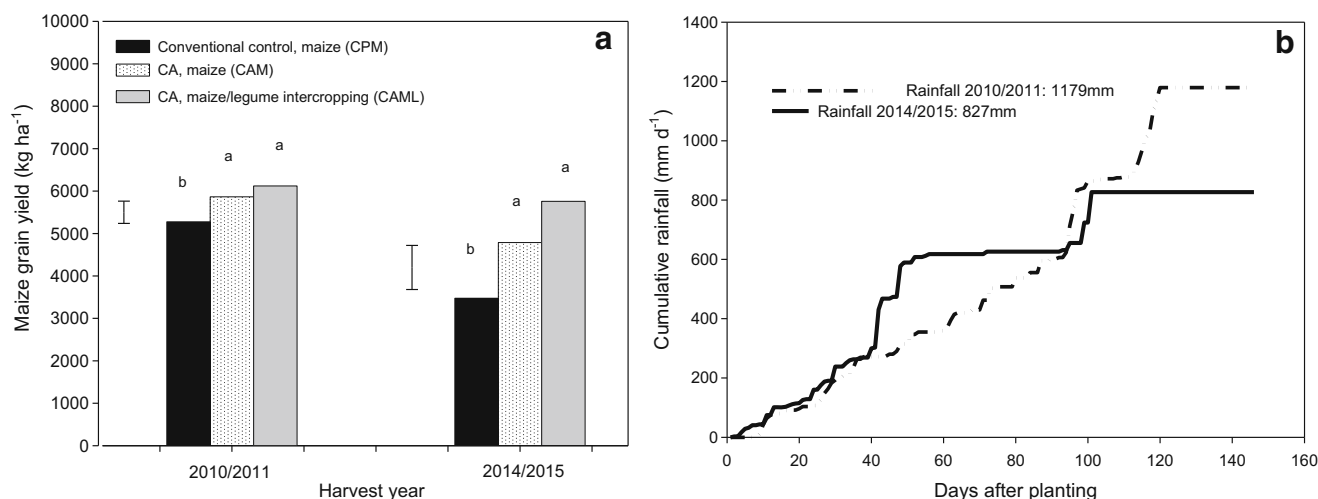 a
Conventional control, maize (CPM)
CA, maize (CAM)
CA, maize/legume intercropping (CAML)
Maize grain yield (kg ha-1)
10000
9000
8000
7000
6000
5000
4000
3000
2000
1000
0
b
a
a
b
a
a
2010/2011
2014/2015
Harvest year
b
Rainfall 2010/2011: 1179mm
Rainfall 2014/2015: 827mm
Cumulative rainfall (mm d-1)
1400
1200
1000
800
600
400
200
0
0 20 40 60 80 100 120 140 160
Days after planting